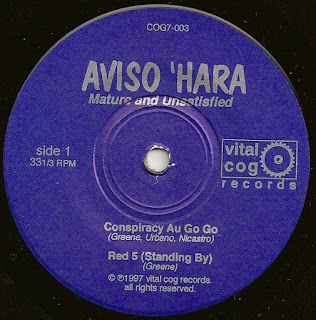 COG7-003
AVISO 'HARA
Mature and Unsatisfied
side 1
33 1/3 RPM
vital
cog
records
Conspiracy Au Go Go
(Greene, Urbano, Nicastro)
Red 5 (Standing By)
(Greene)
© ℗1997 vital cog records.
all rights reserved.